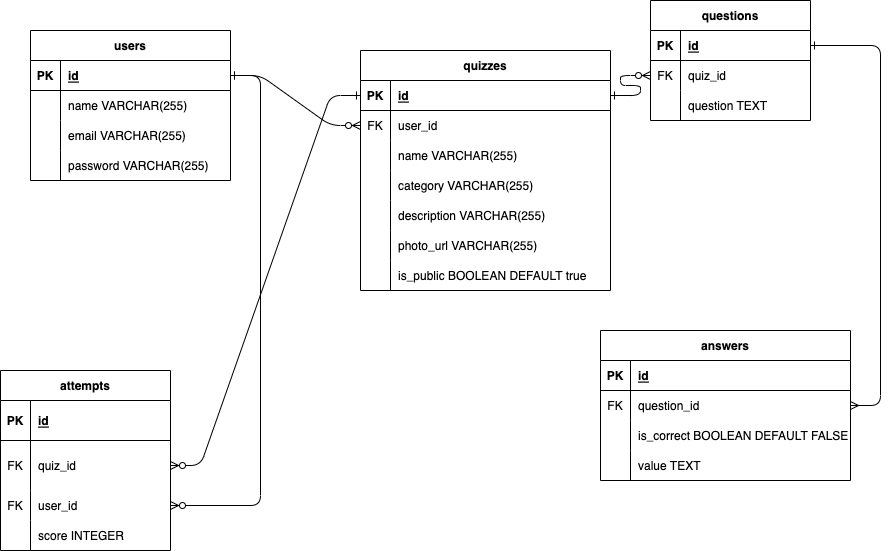 users
PK id
name VARCHAR(255)
email VARCHAR(255)
password VARCHAR(255)
quizzes
PK id
FK user_id
name VARCHAR(255)
category VARCHAR(255)
description VARCHAR(255)
photo_url VARCHAR(255)
is_public BOOLEAN DEFAULT true
questions
PK id
FK quiz_id
question TEXT
attempts
PK id
FK quiz_id
FK user_id
score INTEGER
answers
PK id
FK question_id
is_correct BOOLEAN DEFAULT FALSE
value TEXT